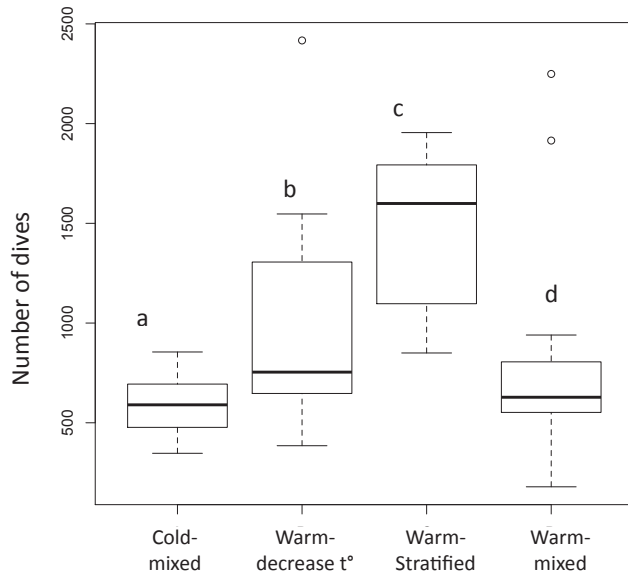 2500
2000
1500
1000
500
Number of dives
a
b
c
d
Cold-
mixed
Warm-
decrease t°
Warm-
Stratified
Warm-
mixed